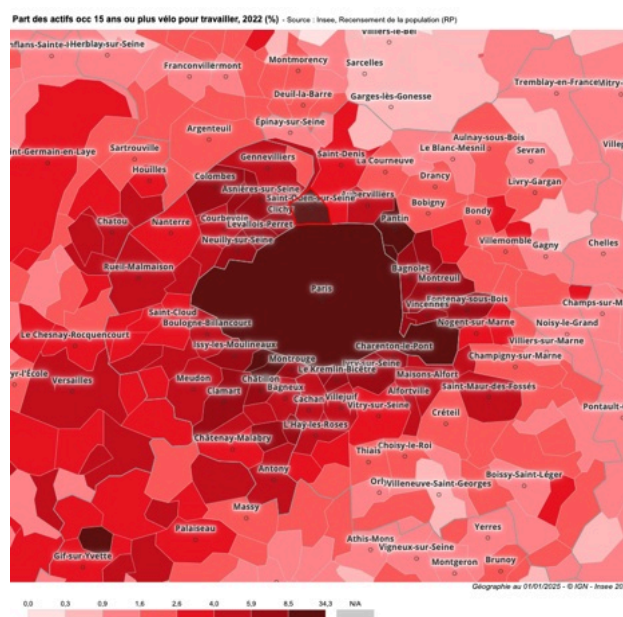 Part des actifs occ 15 ans ou plus vélo pour travailler, 2022 (%) - Source : Insee, Recensement de la population (RP)
Villiers-le-Bel
Herblay-sur-Seine
Montmorency
Sarcelles
Franconville
Tremblay-en-France
Deuil-la-Barre
Garges-lès-Gonesse
Épinay-sur-Seine
Argenteuil
Aulnay-sous-Bois
Sartrouville
Gennevilliers
Saint-Denis
Le Blanc-Mesnil
Sevran
nt-Germain-en-Laye
La Courneuve
Houilles
Colombes
Drancy
Livry-Gargan
Asnières-sur-Seine
Saint-Ouen-sur-Seine
Bobigny
Clichy
Bondy
Chatou
Nanterre
Courbevoie
Pantin
Levallois-Perret
Neuilly-sur-Seine
Villemomble
Gagny
Chelles
Rueil-Malmaison
Bagnolet
Montreuil
Paris
Fontenay-sous-Bois
Vincennes
Saint-Cloud
Champs-sur-M
Boulogne-Billancourt
Nogent-sur-Marne
Noisy-le-Grand
Le Chesnay-Rocquencourt
Issy-les-Moulineaux
Charenton-le-Pont
Villiers-sur-Marne
Montrouge
Champigny-sur-Marne
Ivry-sur-Seine
Le Kremlin-Bicêtre
yr-l'École
Versailles
Meudon
Châtillon
Maisons-Alfort
Bagneux
Saint-Maur-des-Fossés
Clamart
Cachan
Villejuif
Alfortville
Vitry-sur-Seine
Pontault-C
Créteil
L'Haÿ-les-Roses
Châtenay-Malabry
Choisy-le-Roi
Thiais
Antony
Boissy-Saint-Léger
Orly
Villeneuve-Saint-Georges
Massy
Palaiseau
Yerres
Athis-Mons
Vigneux-sur-Seine
Gif-sur-Yvette
Montgeron
Brunoy
Géographie au 01/01/2025 - © IGN - Insee 20
0,0 0,3 0,9 1,6 2,6 4,0 5,9 8,5 34,3 N/A